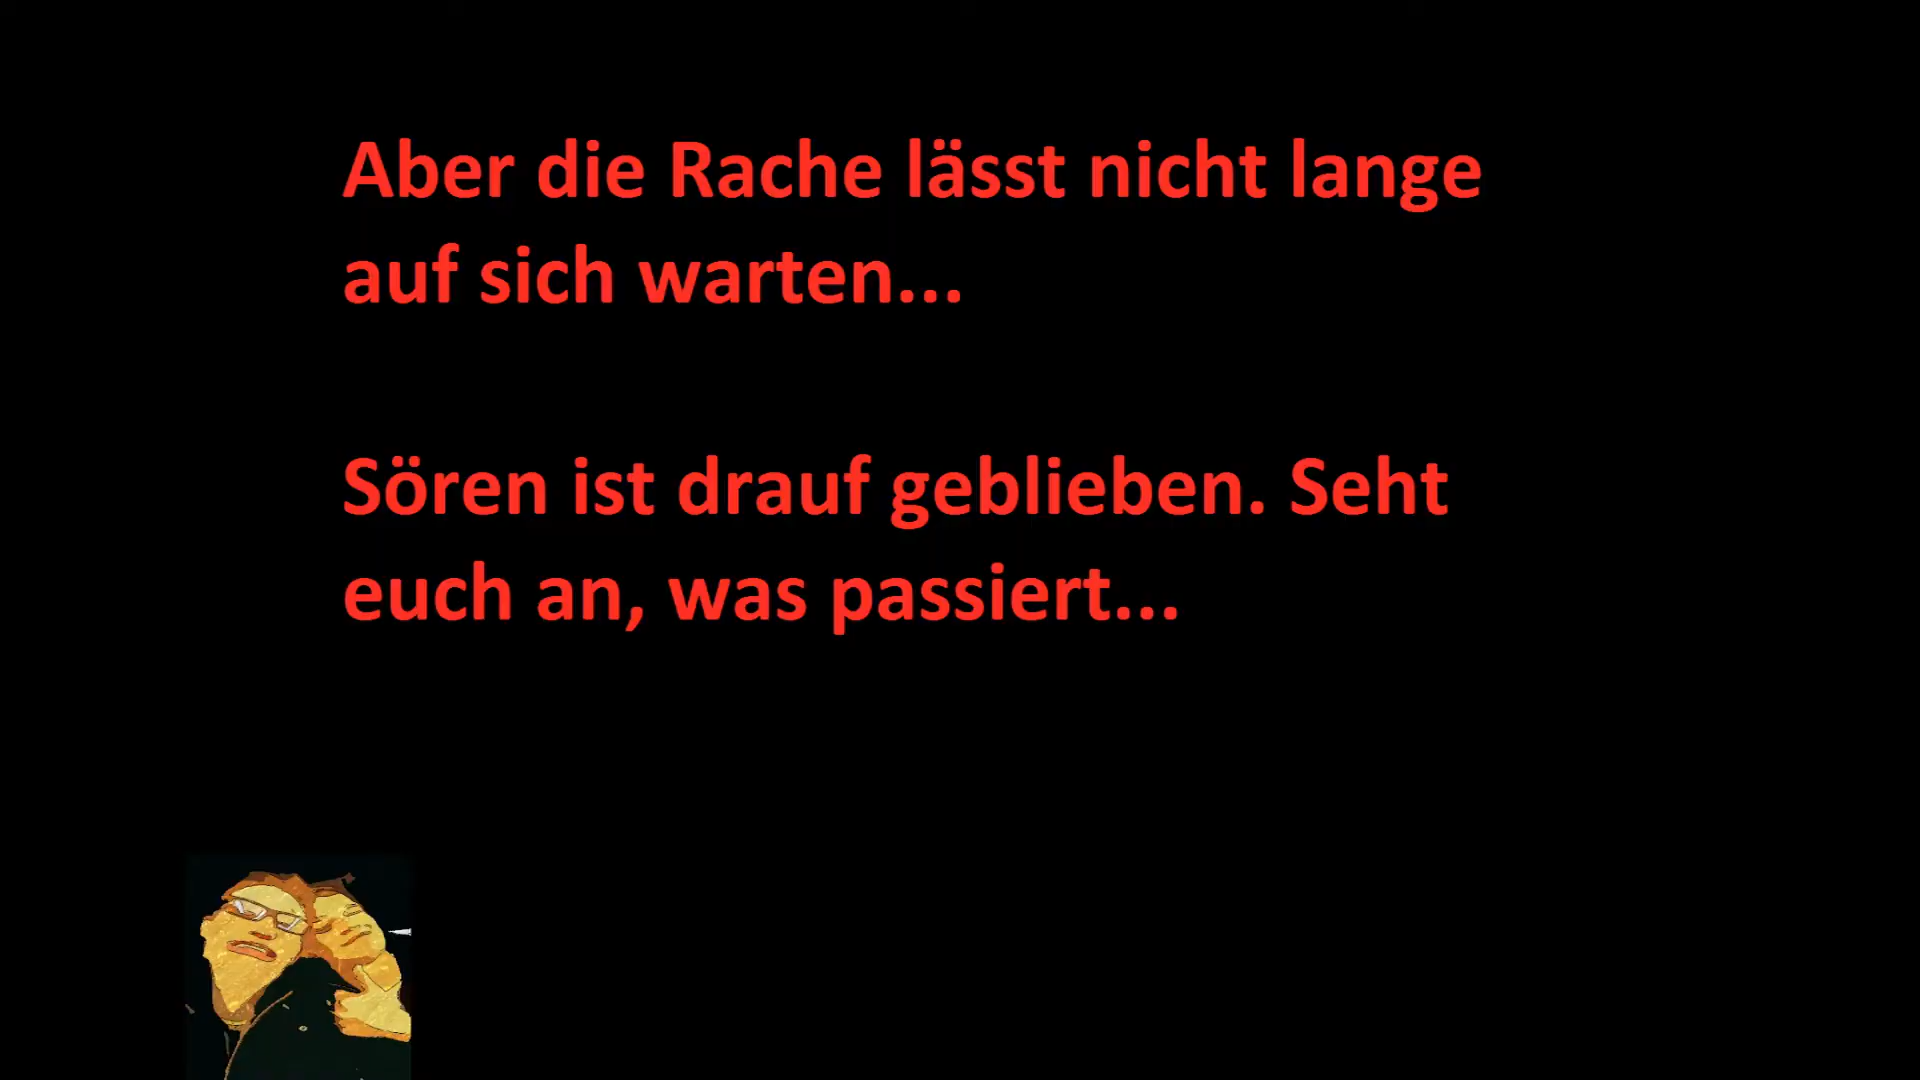 Aber die Rache lässt nicht lange
auf sich warten...
Sören ist drauf geblieben. Seht
euch an, was passiert...